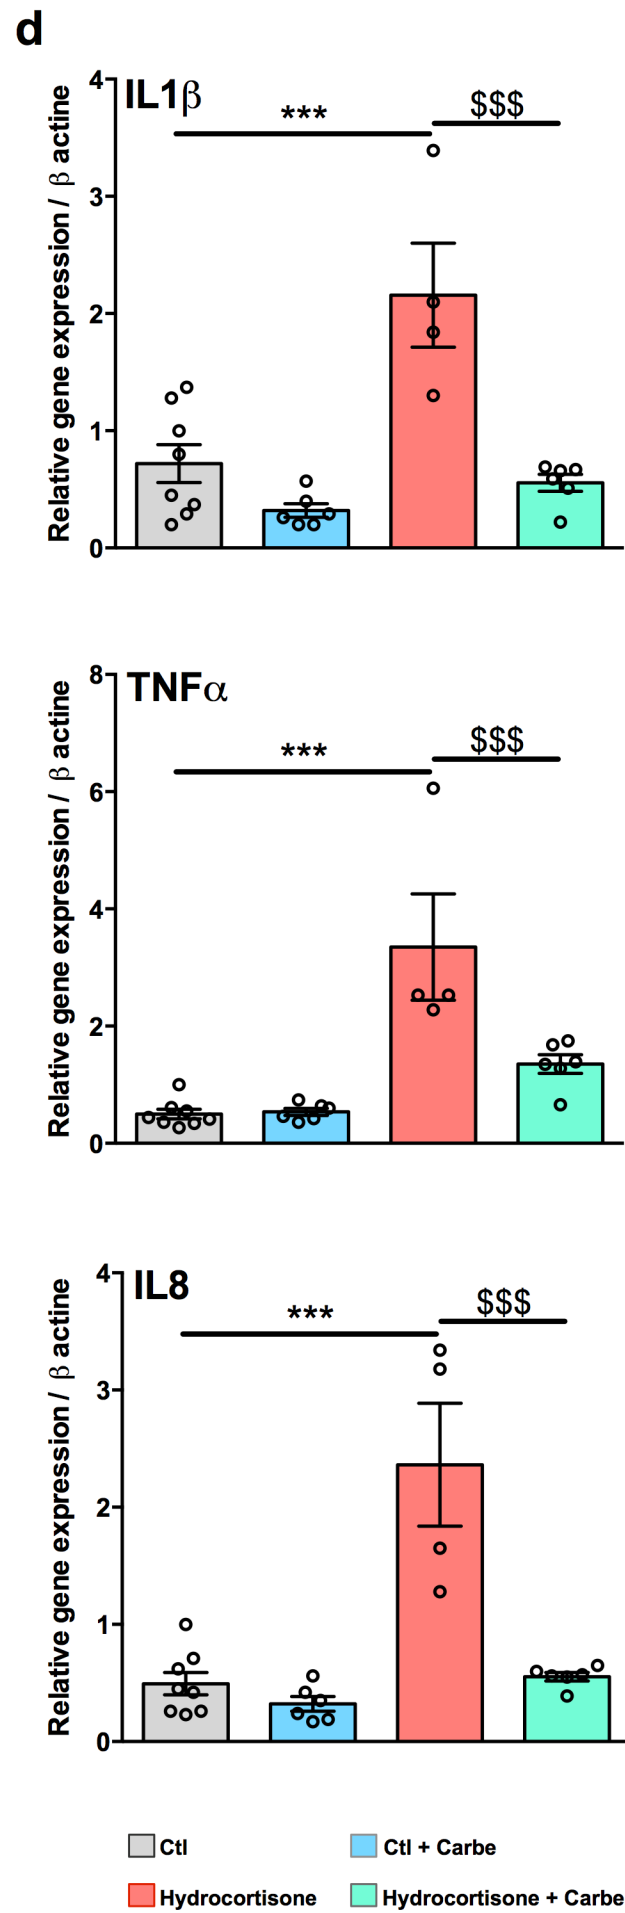 d
IL1β
*** $$$
Relative gene expression / β actine
4
3
2
1
0
TNFα
*** $$$
Relative gene expression / β actine
8
6
4
2
0
IL8
*** $$$
Relative gene expression / β actine
4
3
2
1
0
Ctl
Ctl + Carbe
Hydrocortisone
Hydrocortisone + Carbe